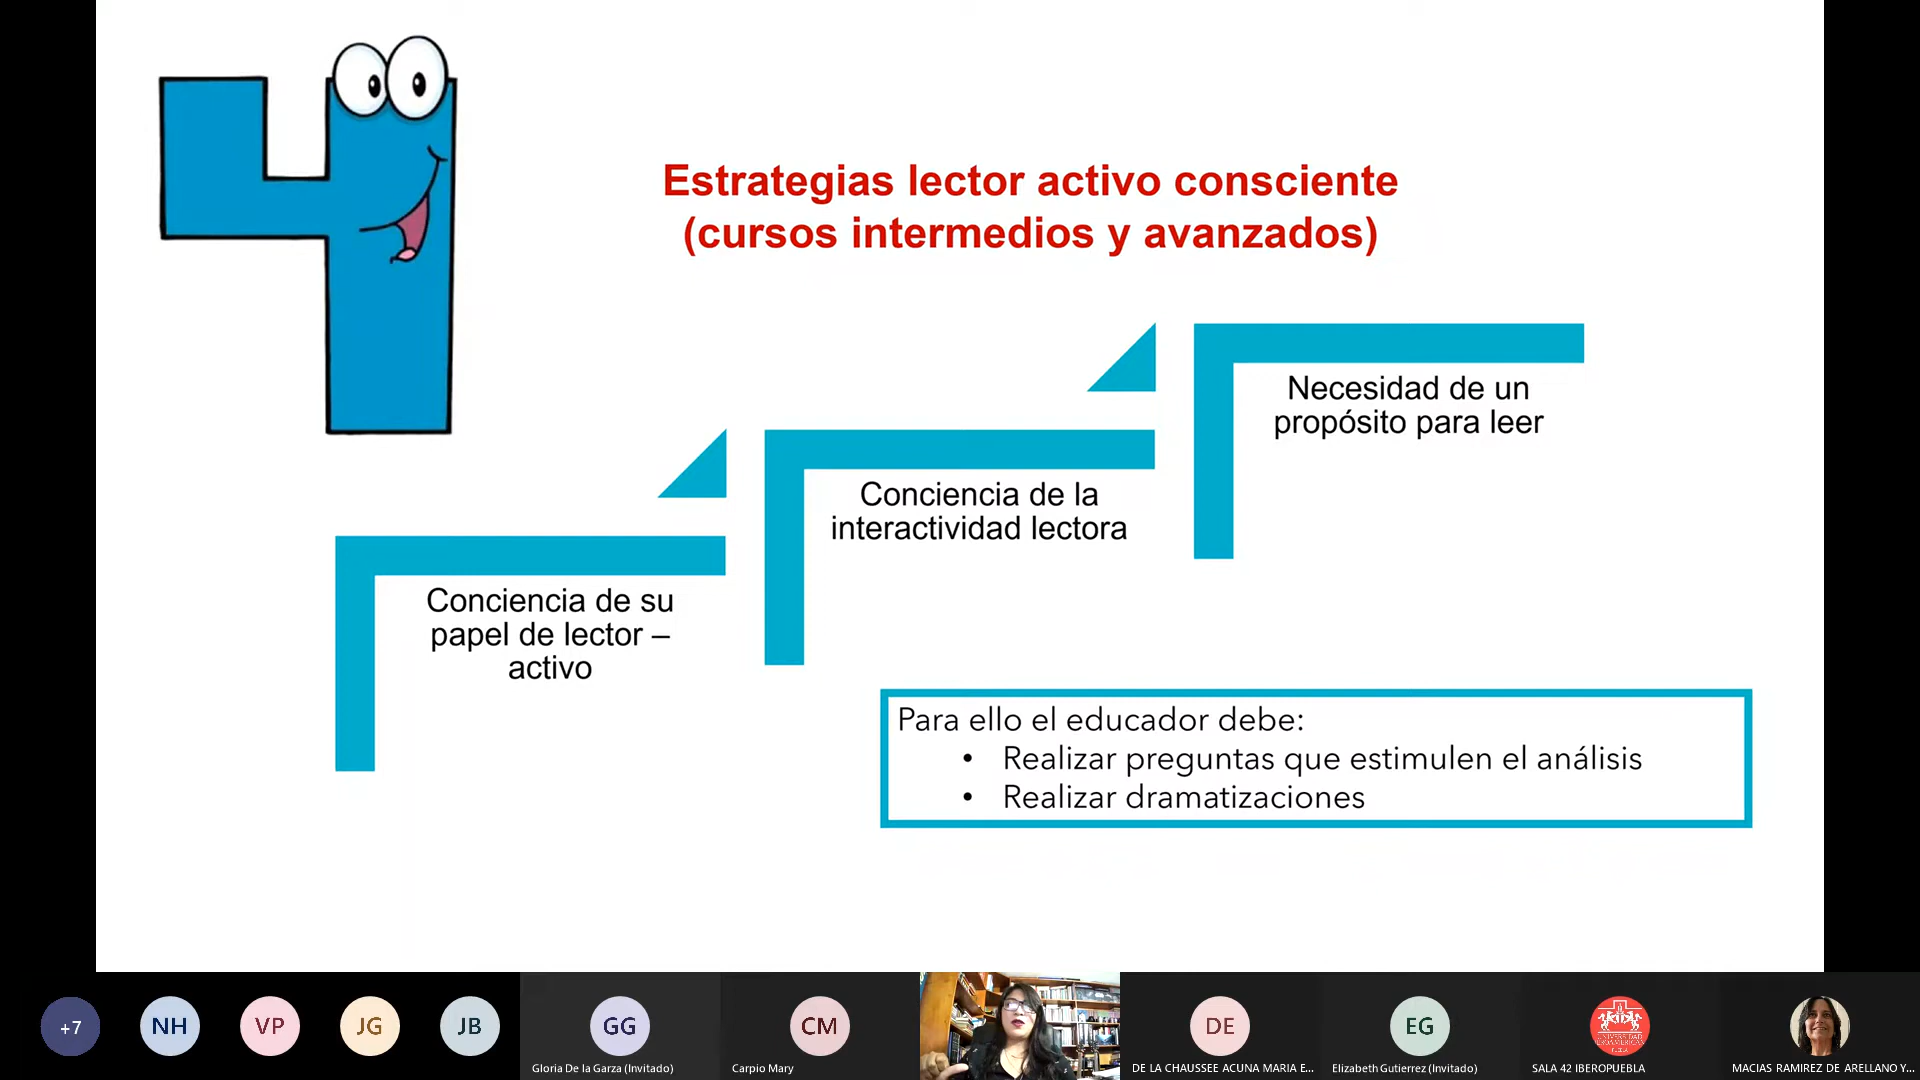 Estrategias lector activo consciente
(cursos intermedios y avanzados)
Necesidad de un
propósito para leer
Conciencia de la
interactividad lectora
Conciencia de su
papel de lector –
activo
Para ello el educador debe:
• Realizar preguntas que estimulen el análisis
• Realizar dramatizaciones
+7
NH
VP
JG
JB
GG
CM
DE
EG
Gloria De la Garza (Invitado)
Carpio Mary
DE LA CHAUSSEE ACUNA MARIA E...
Elizabeth Gutierrez (Invitado)
SALA 42 IBEROPUEBLA
MACIAS RAMIREZ DE ARELLANO Y...